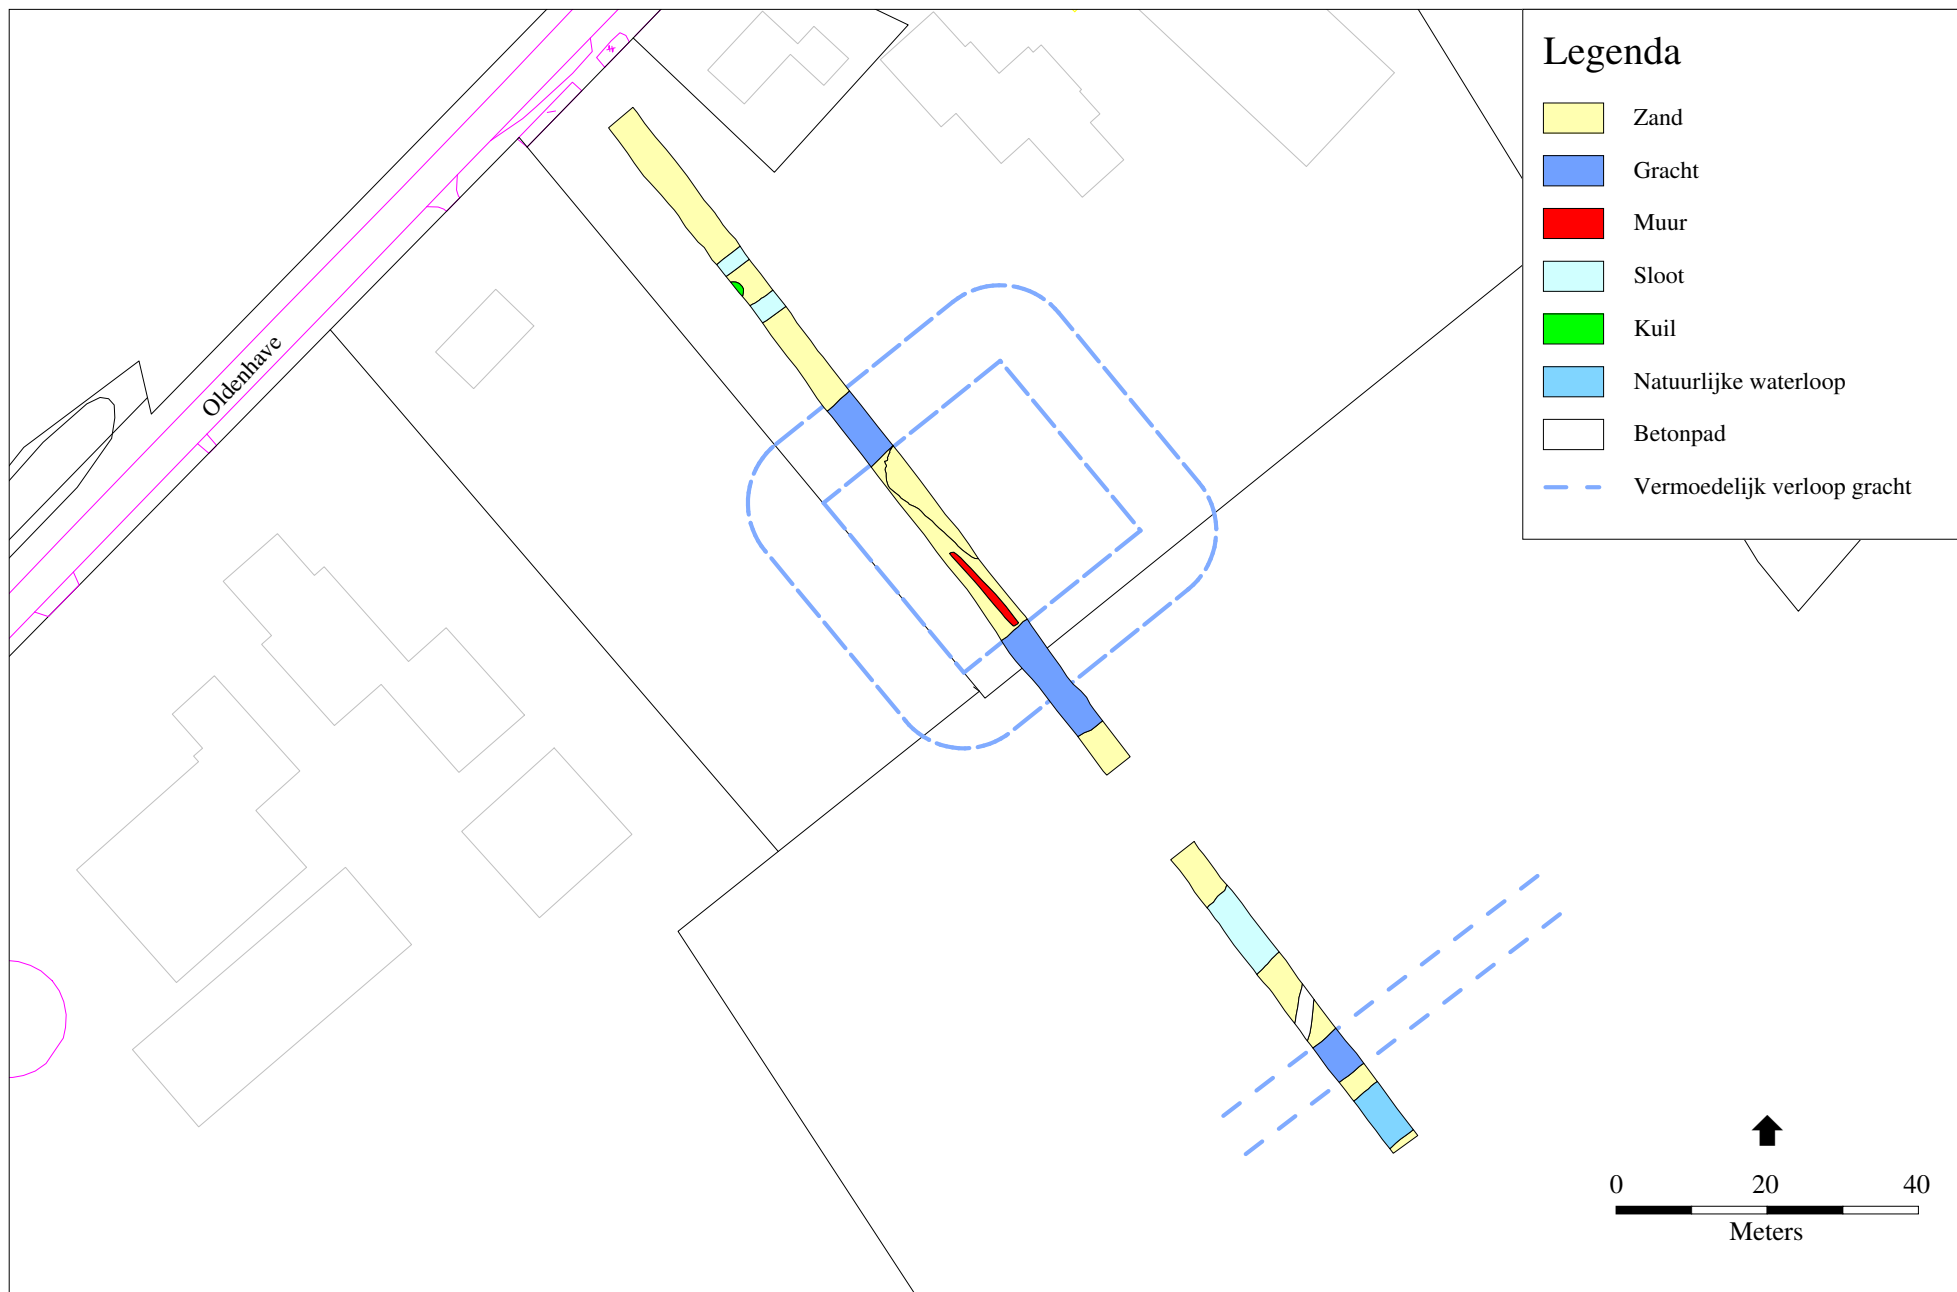 Legenda
Zand
Gracht
Muur
Sloot
Kuil
Natuurlijke waterloop
Betonpad
Vermoedelijk verloop gracht
Oldenhave
0 20 40
Meters